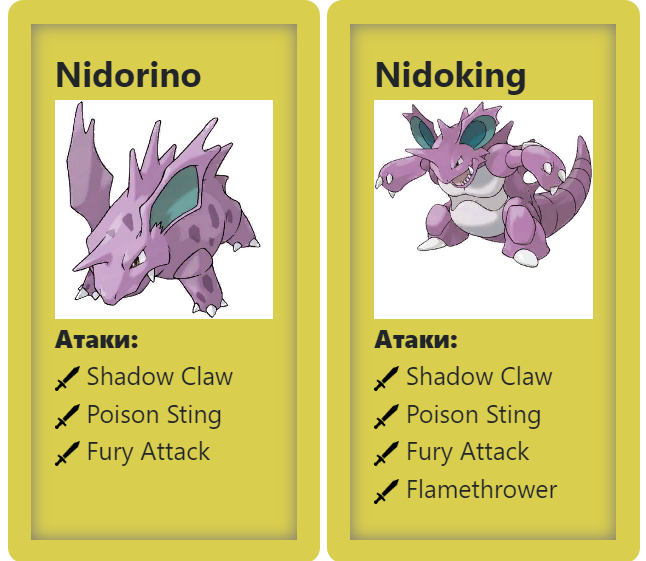 Nidorino
Атаки:
Shadow Claw
Poison Sting
Fury Attack
Nidoking
Атаки:
Shadow Claw
Poison Sting
Fury Attack
Flamethrower